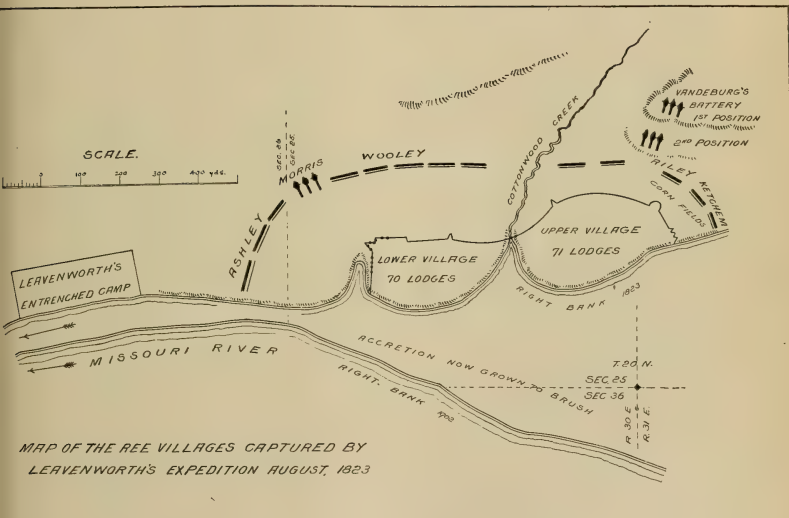 SCALE.
0 100 200 300 400 yds.
SEC. 26
SEC. 25.
MORRIS
WOOLEY
ASHLEY
COTTONWOOD CREEK
VANDEBURG'S
BATTERY
1ST POSITION
2ND POSITION
RILEY
KETCHEM
CORN FIELDS
LEAVENWORTH'S
ENTRENCHED CAMP
LOWER VILLAGE
70 LODGES
UPPER VILLAGE
71 LODGES
RIGHT BANK 1823
MISSOURI RIVER
ACCRETION NOW GROWN TO BRUSH
RIGHT. BANK 1902
T. 20 N.
SEC. 25
SEC 36
R. 30 E.
R. 31 E.
MAP OF THE REE VILLAGES CAPTURED BY
LEAVENWORTH'S EXPEDITION AUGUST, 1823